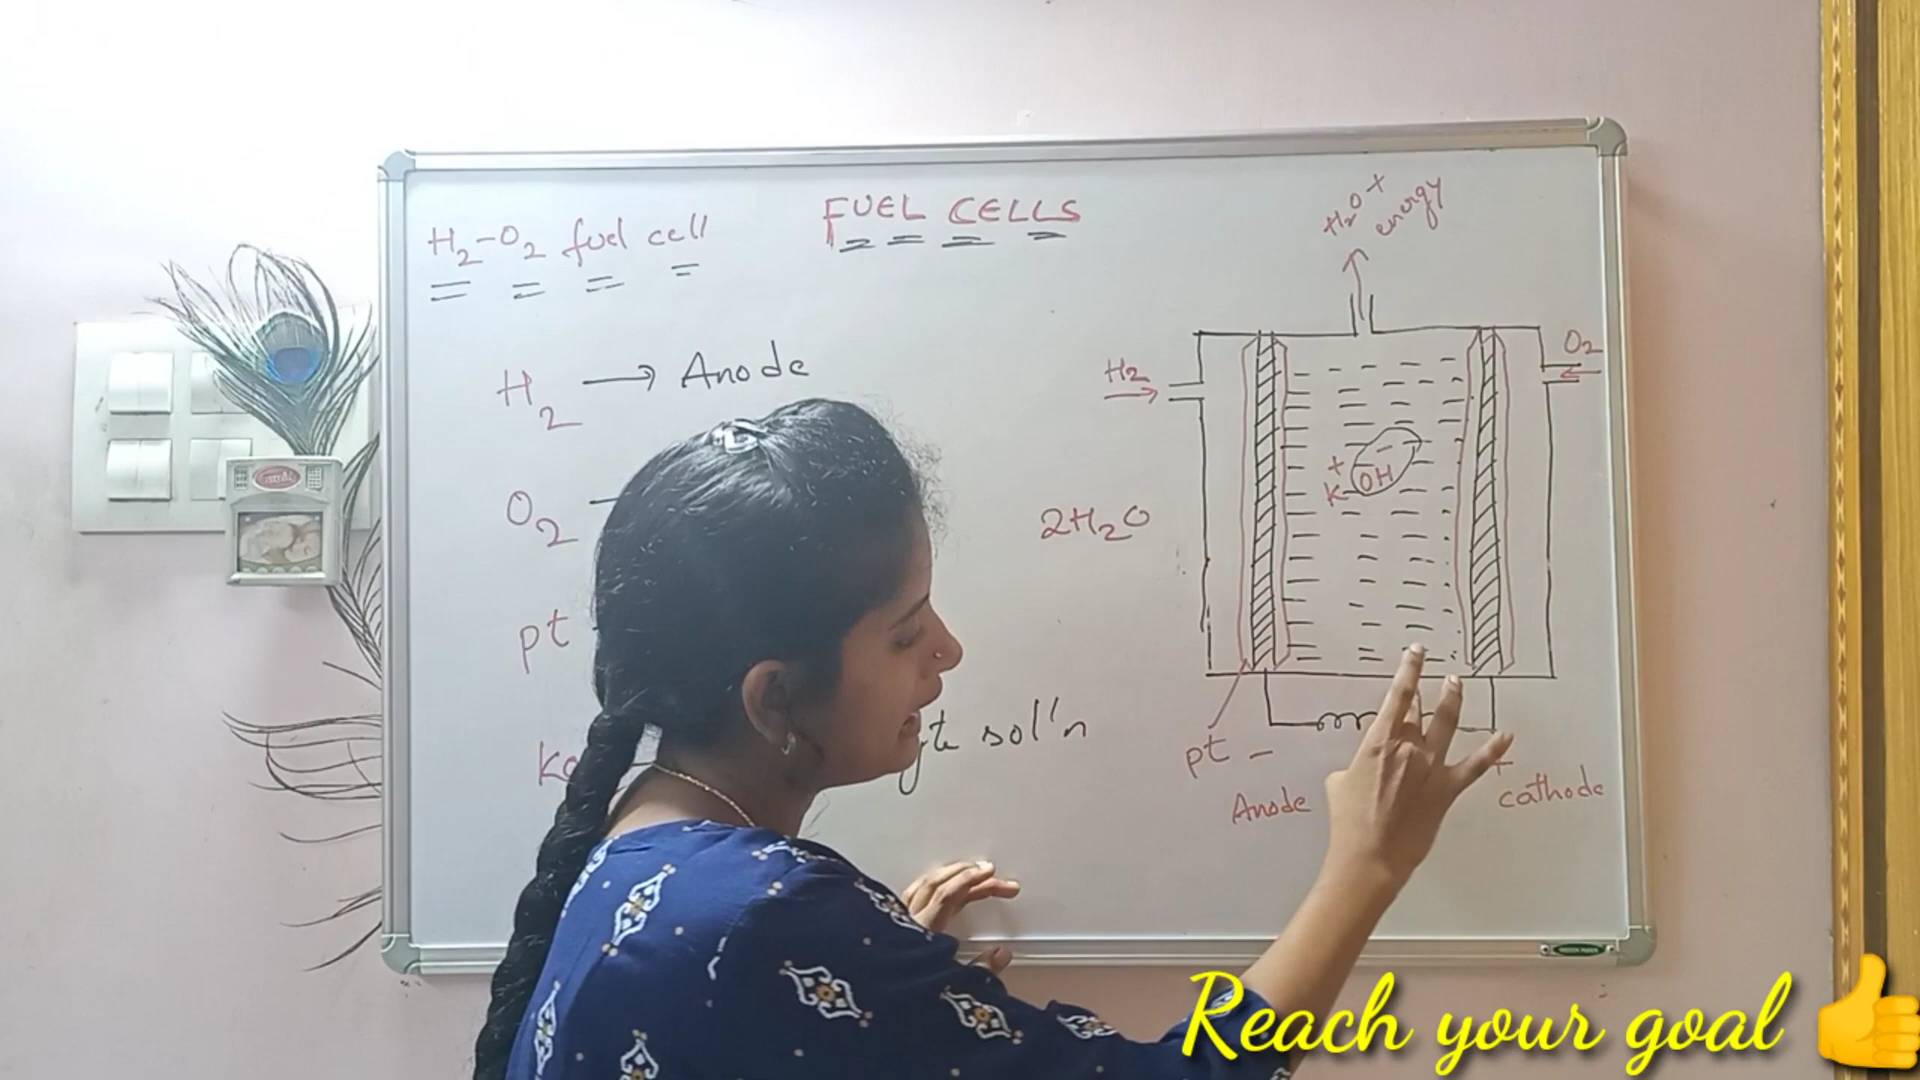 FUEL CELLS
H2-O2 fuel cell
H2O + energy
H2 → Anode
H2
O2
OH
K
+
O2
2H2O
pt
sol'n
pt -
Anode
+
cathode
Reach your goal